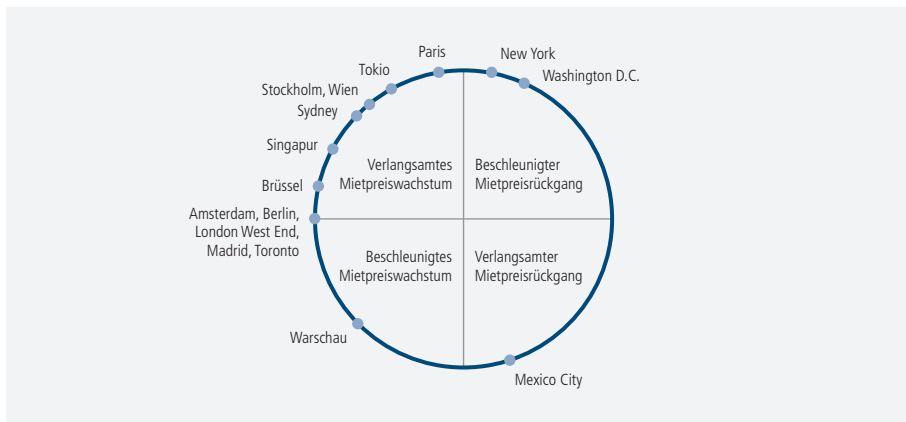 Paris
New York
Tokio
Washington D.C.
Stockholm, Wien
Sydney
Singapur
Verlangsamtes
Mietpreiswachstum
Beschleunigter
Mietpreisrückgang
Brüssel
Amsterdam, Berlin,
London West End,
Madrid, Toronto
Beschleunigtes
Mietpreiswachstum
Verlangsamter
Mietpreisrückgang
Warschau
Mexico City